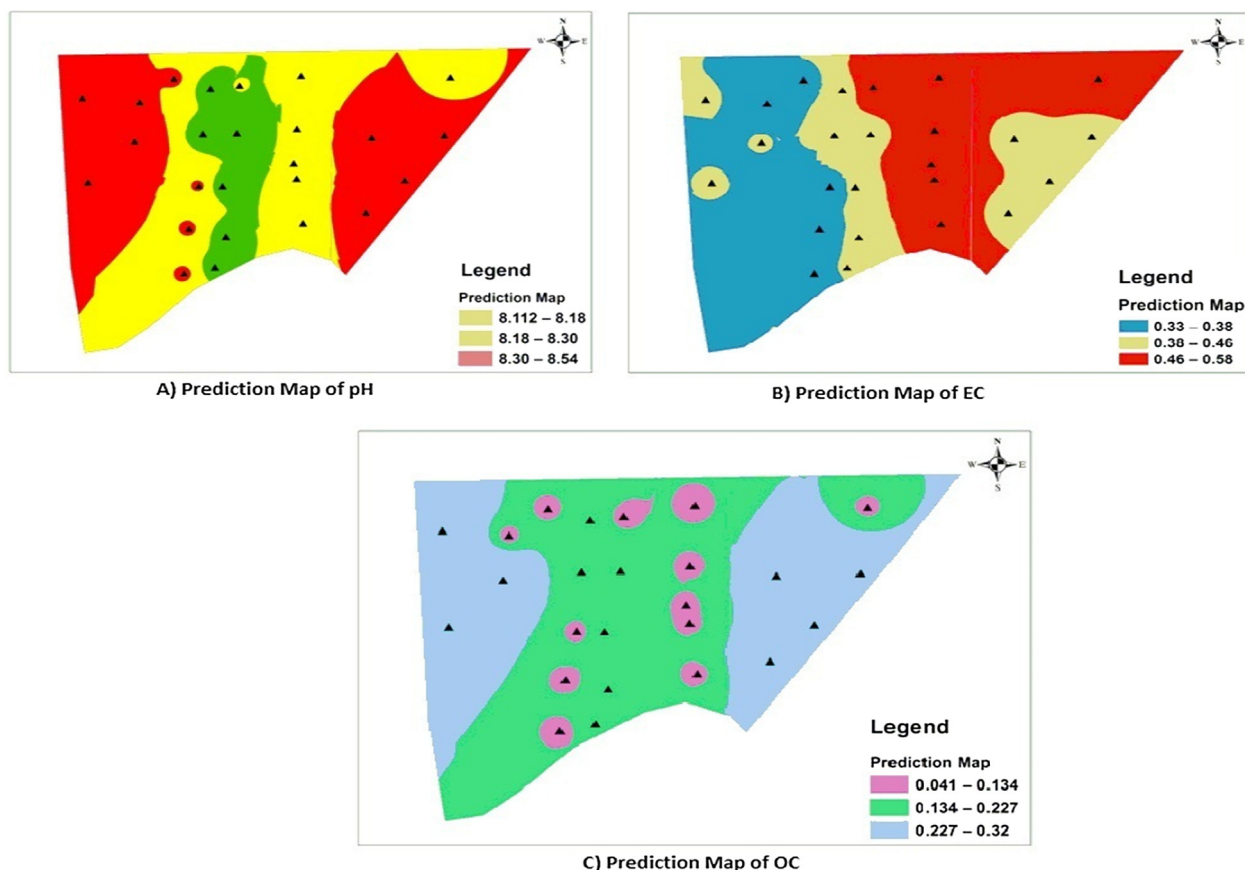 N
W E
S
Legend
Prediction Map
8.112 – 8.18
8.18 – 8.30
8.30 – 8.54
A) Prediction Map of pH
N
W E
S
Legend
Prediction Map
0.33 – 0.38
0.38 – 0.46
0.46 – 0.58
B) Prediction Map of EC
N
W E
S
Legend
Prediction Map
0.041 – 0.134
0.134 – 0.227
0.227 – 0.32
C) Prediction Map of OC